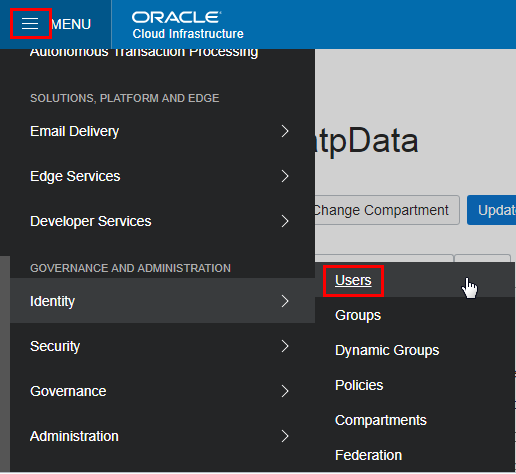 MENU
ORACLE
Cloud Infrastructure
Autonomous Transaction Processing
SOLUTIONS, PLATFORM AND EDGE
Email Delivery
Edge Services
Developer Services
GOVERNANCE AND ADMINISTRATION
Identity
Security
Governance
Administration
atpData
Change Compartment
Updat
Users
Groups
Dynamic Groups
Policies
Compartments
Federation